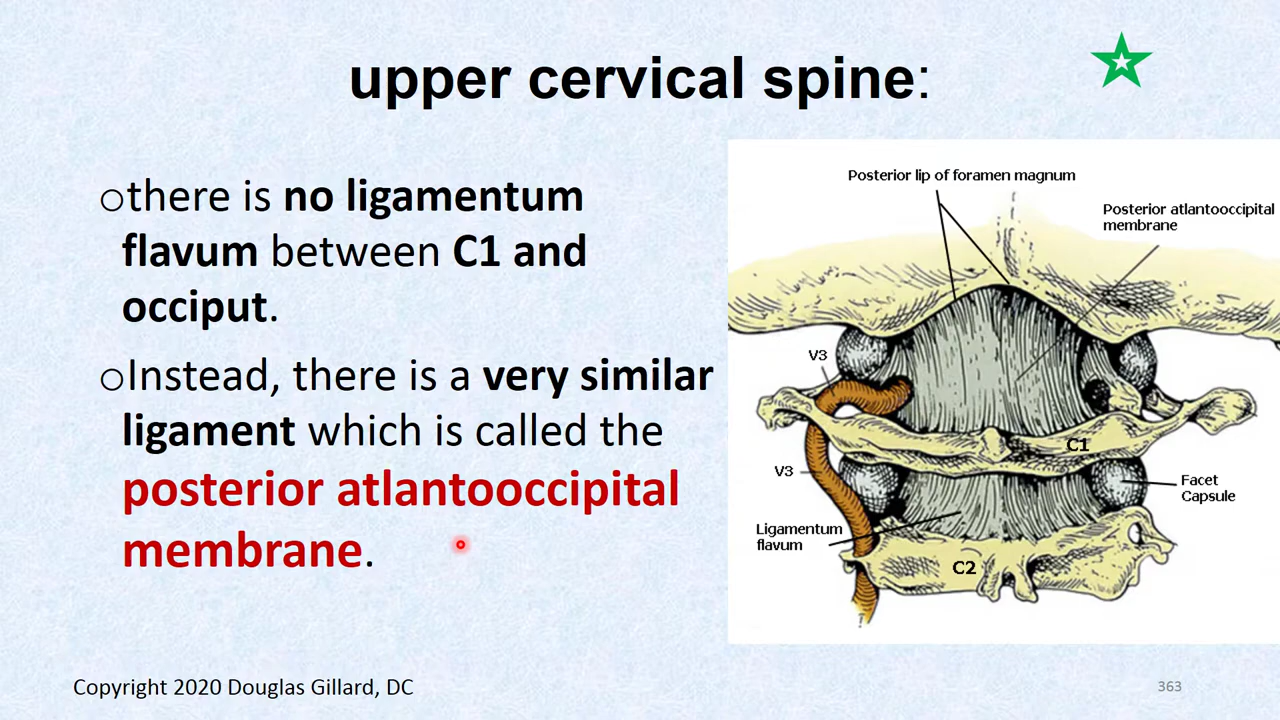 upper cervical spine:
○there is no ligamentum
flavum between C1 and
occiput.
○Instead, there is a very similar
ligament which is called the
posterior atlantooccipital
membrane.
Posterior lip of foramen magnum
Posterior atlantooccipital
membrane
V3
C1
V3
Facet
Capsule
Ligamentum
flavum
C2
Copyright 2020 Douglas Gillard, DC
363